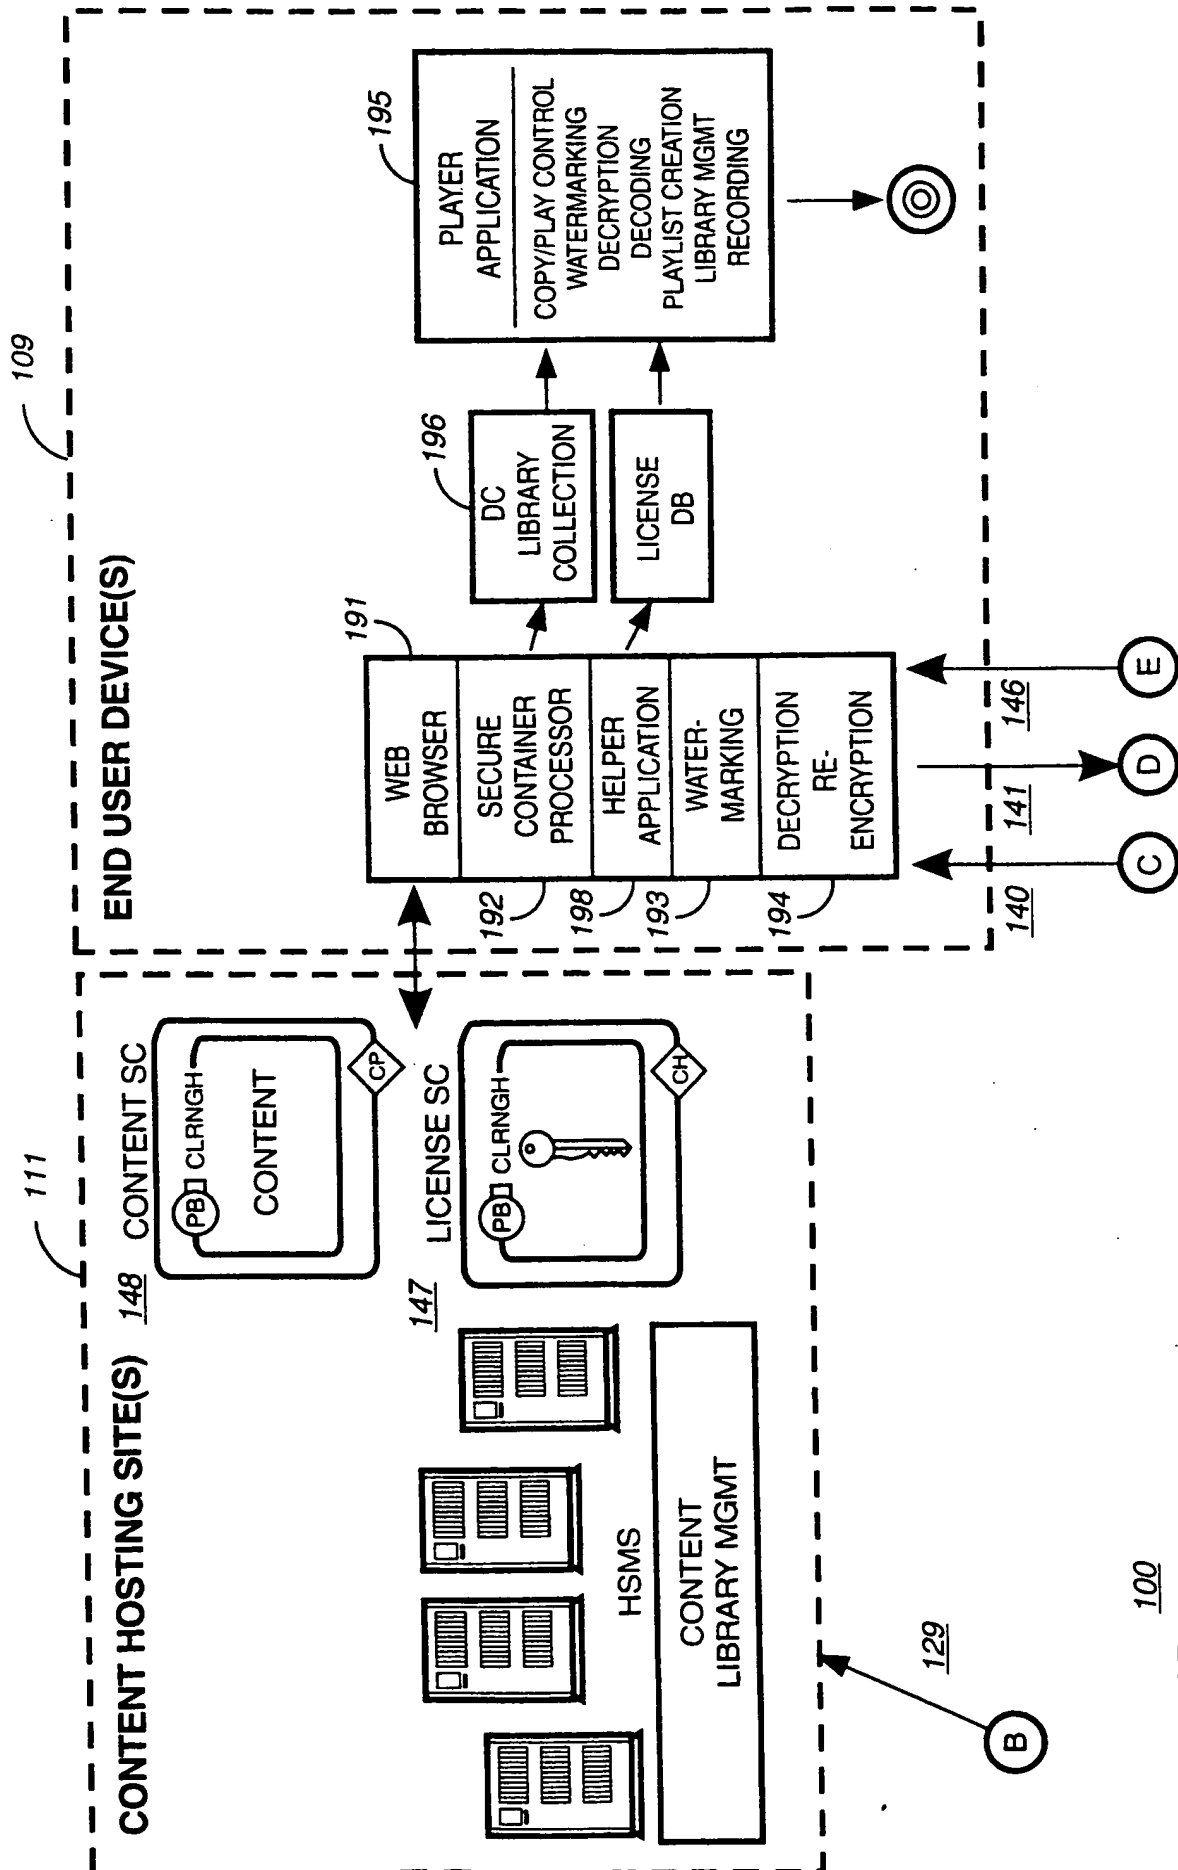 111
109
CONTENT HOSTING SITE(S)
148
CONTENT SC
PB
CLRNGH
CONTENT
CP
147
LICENSE SC
PB
CLRNGH
CH
HSMS
CONTENT
LIBRARY MGMT
129
B
100
END USER DEVICE(S)
191
WEB
BROWSER
SECURE
CONTAINER
PROCESSOR
HELPER
APPLICATION
WATER-
MARKING
DECRYPTION
RE-
ENCRYPTION
192
198
193
194
196
DC
LIBRARY
COLLECTION
LICENSE
DB
195
PLAYER
APPLICATION
COPY/PLAY CONTROL
WATERMARKING
DECRYPTION
DECODING
PLAYLIST CREATION
LIBRARY MGMT
RECORDING
140
141
146
C
D
E